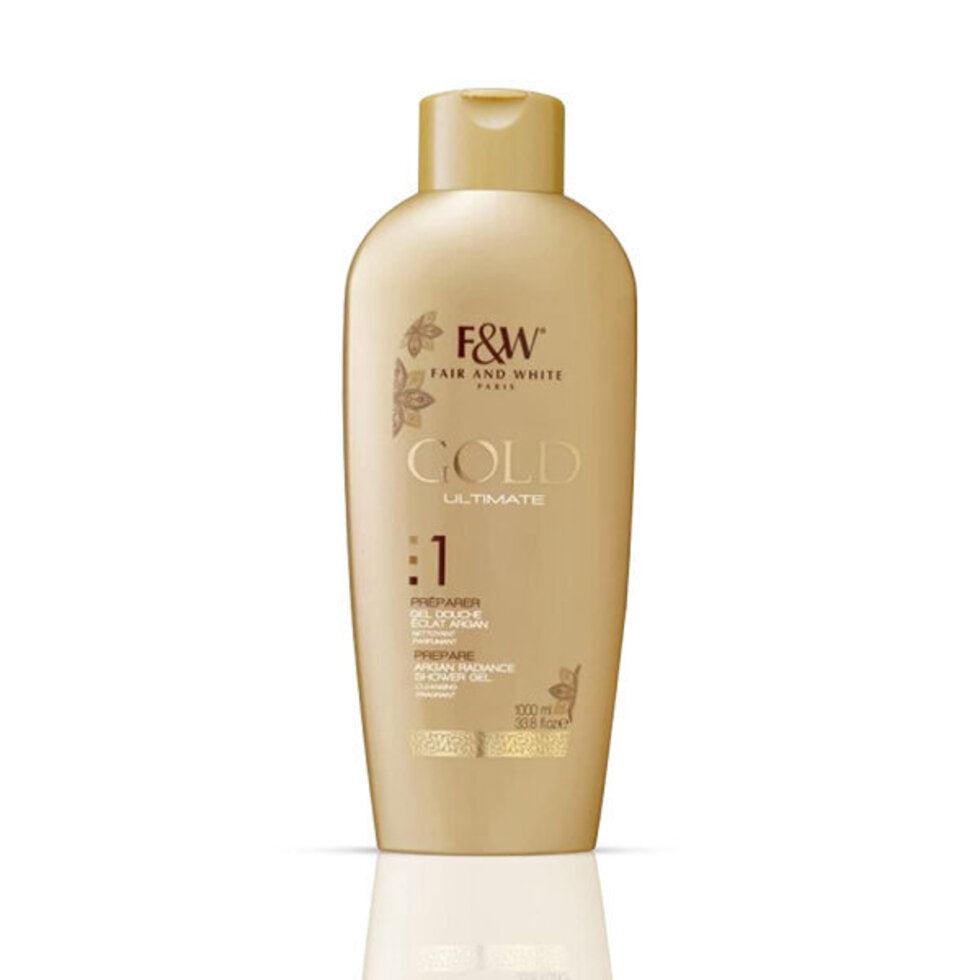 F&W®
FAIR AND WHITE
PARIS
GOLD
ULTIMATE
1
PRÉPARER
GEL DOUCHE
ÉCLAT ARGAN
NETTOYANT
PARFUMANT
PREPARE
ARGAN RADIANCE
SHOWER GEL
CLEANSING
FRAGRANT
1000 ml
33.8 fl.oz℮